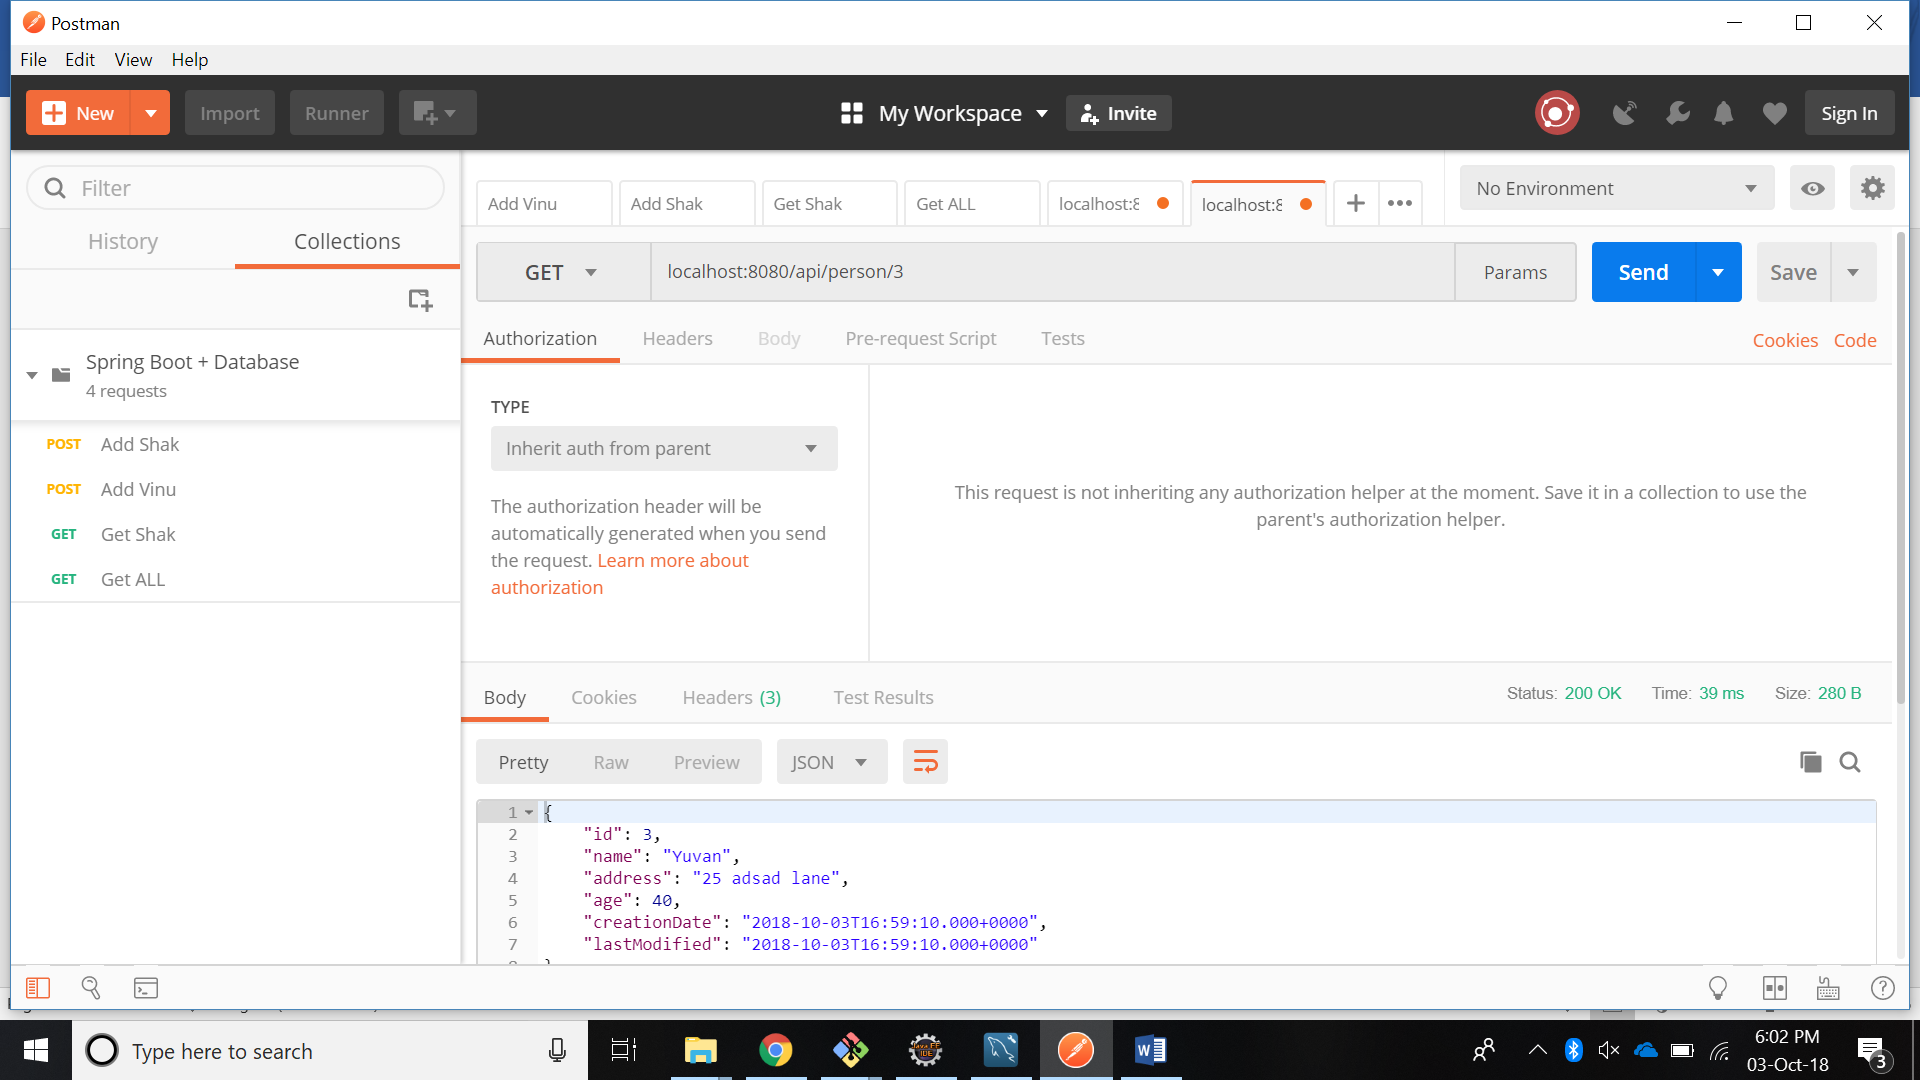 Postman
File Edit View Help
New Import Runner My Workspace Invite Sign In
Filter
History Collections
Spring Boot + Database
4 requests
POST Add Shak
POST Add Vinu
GET Get Shak
GET Get ALL
Add Vinu Add Shak Get Shak Get ALL localhost:8 localhost:8 No Environment
GET localhost:8080/api/person/3 Params Send Save
Authorization Headers Body Pre-request Script Tests Cookies Code
TYPE
Inherit auth from parent
The authorization header will be
automatically generated when you send
the request. Learn more about
authorization
This request is not inheriting any authorization helper at the moment. Save it in a collection to use the
parent's authorization helper.
Body Cookies Headers (3) Test Results Status: 200 OK Time: 39 ms Size: 280 B
Pretty Raw Preview JSON
1 {
2 "id": 3,
3 "name": "Yuvan",
4 "address": "25 adsad lane",
5 "age": 40,
6 "creationDate": "2018-10-03T16:59:10.000+0000",
7 "lastModified": "2018-10-03T16:59:10.000+0000"
Type here to search
Java EE
IDE
6:02 PM
03-Oct-18
3